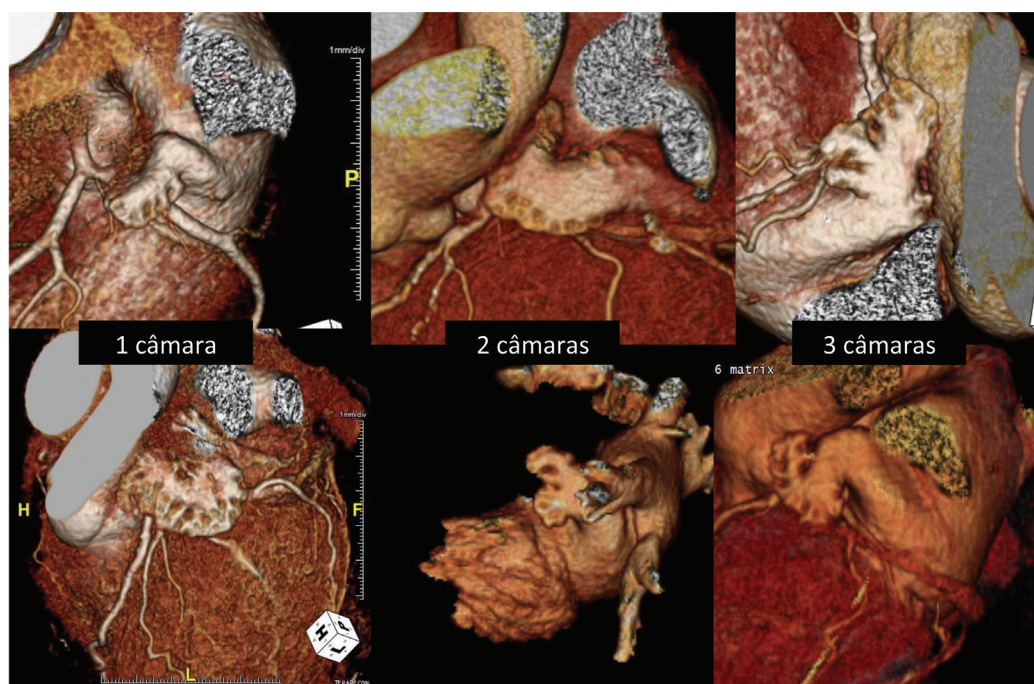 1mm/div
P
1 câmara
2 câmaras
3 câmaras
6 matrix
1mm/div
H
F
H
L
L